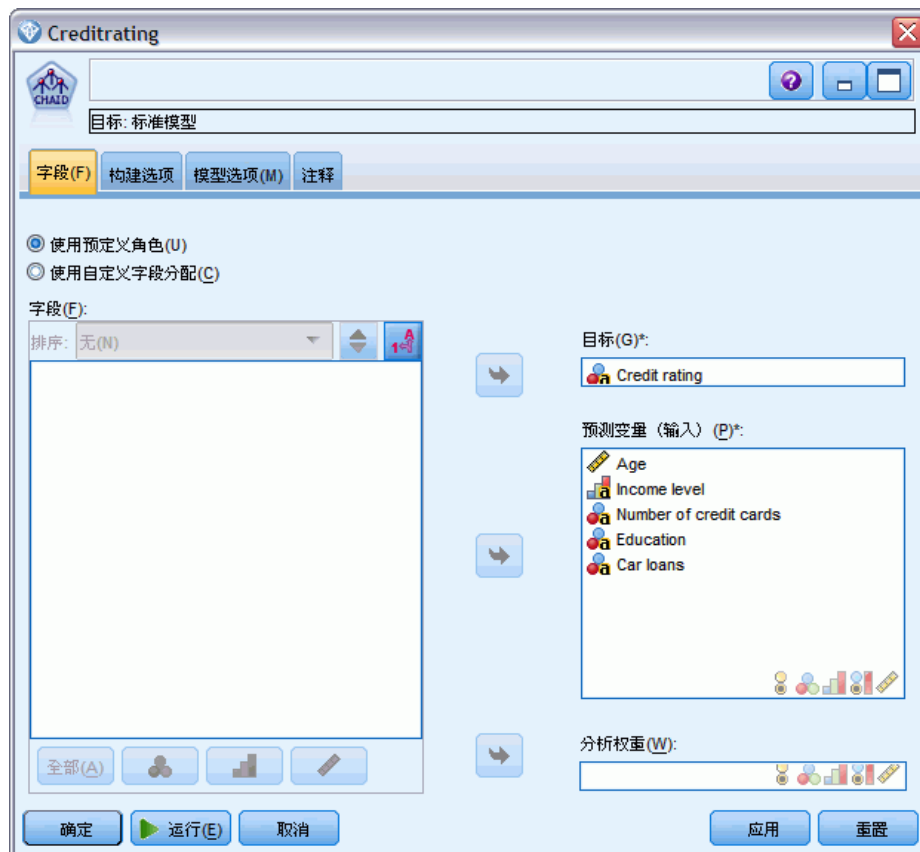 Creditrating
CHAID
目标: 标准模型
字段(F) 构建选项 模型选项(M) 注释
使用预定义角色(U)
使用自定义字段分配(C)
字段(F):
排序: 无(N)
目标(G)*:
Credit rating
预测变量（输入）(P)*:
Age
Income level
Number of credit cards
Education
Car loans
全部(A)
分析权重(W):
确定 运行(E) 取消 应用 重置